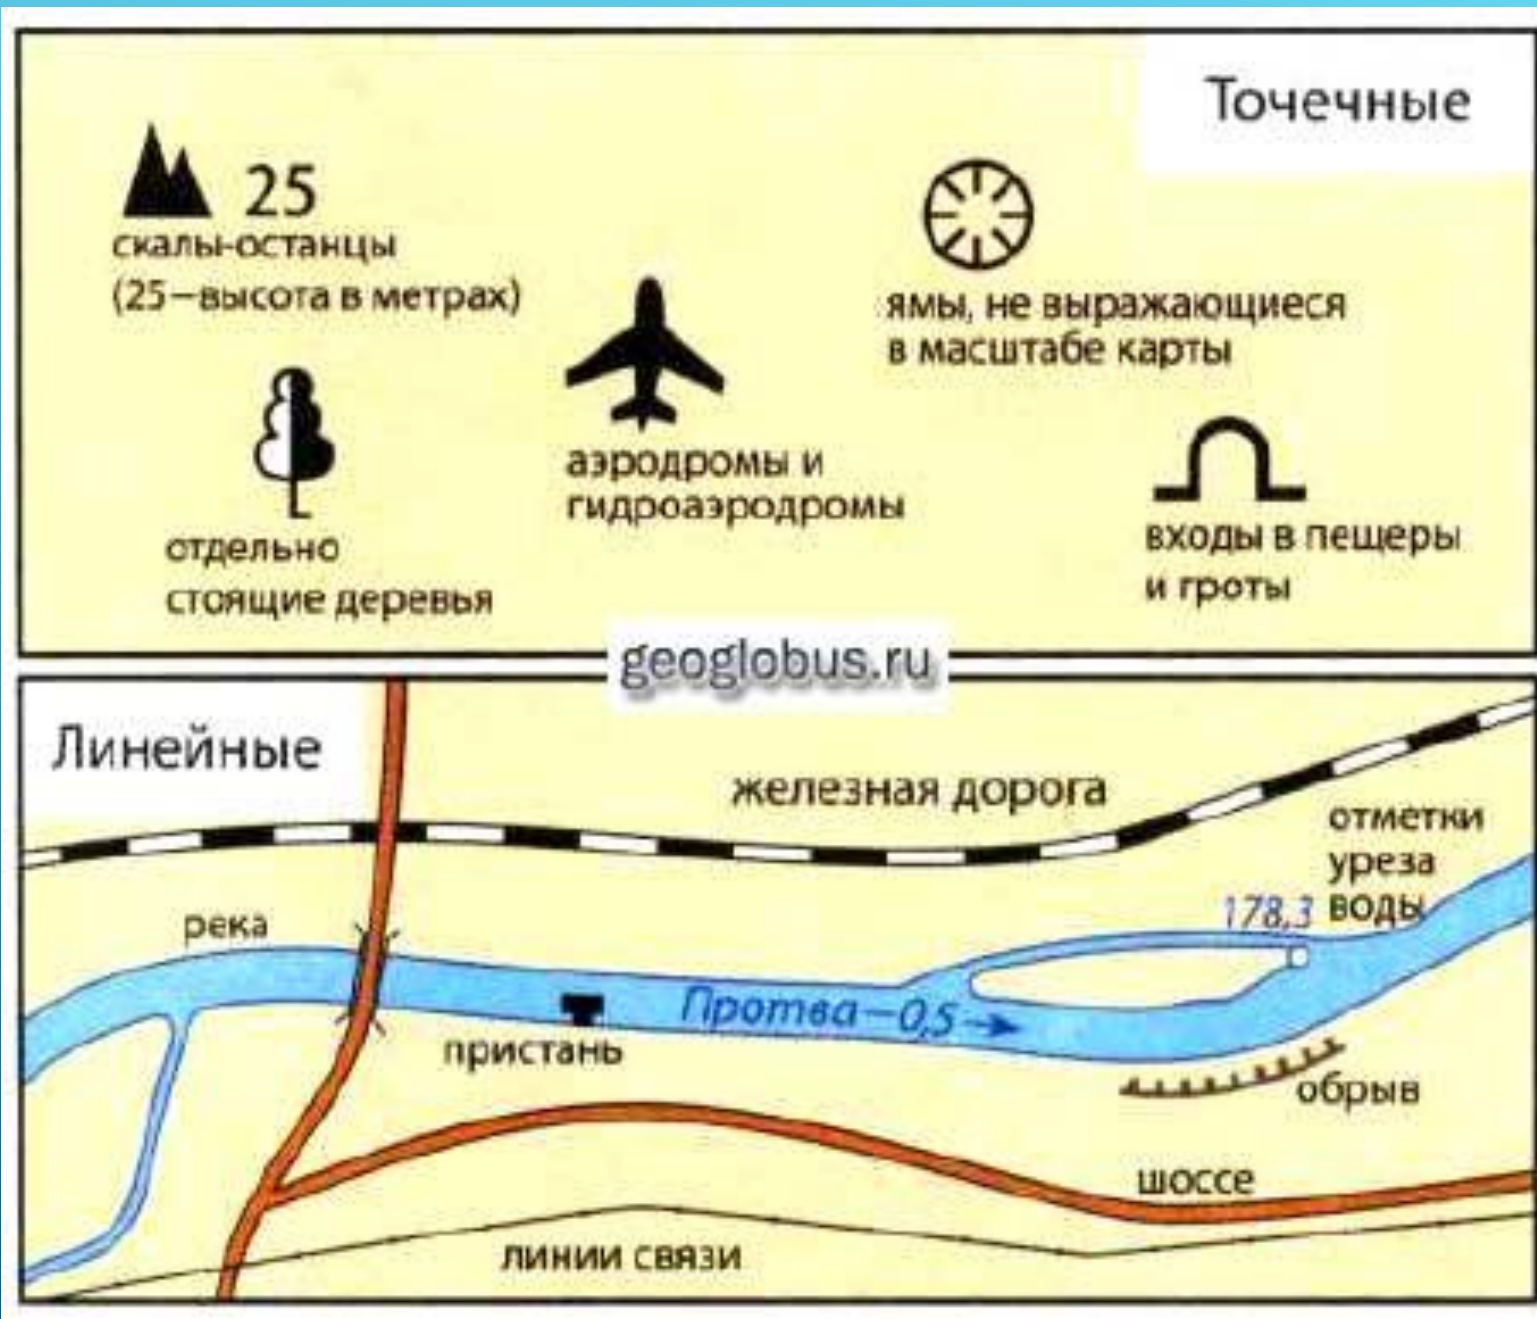 Точечные
25
скалы-останцы
(25–высота в метрах)
ямы, не выражающиеся
в масштабе карты
аэродромы и
гидроаэродромы
отдельно
стоящие деревья
входы в пещеры
и гроты
geoglobus.ru
Линейные
железная дорога
отметки
уреза
воды
178,3
река
Протва–0,5
пристань
обрыв
шоссе
линии связи